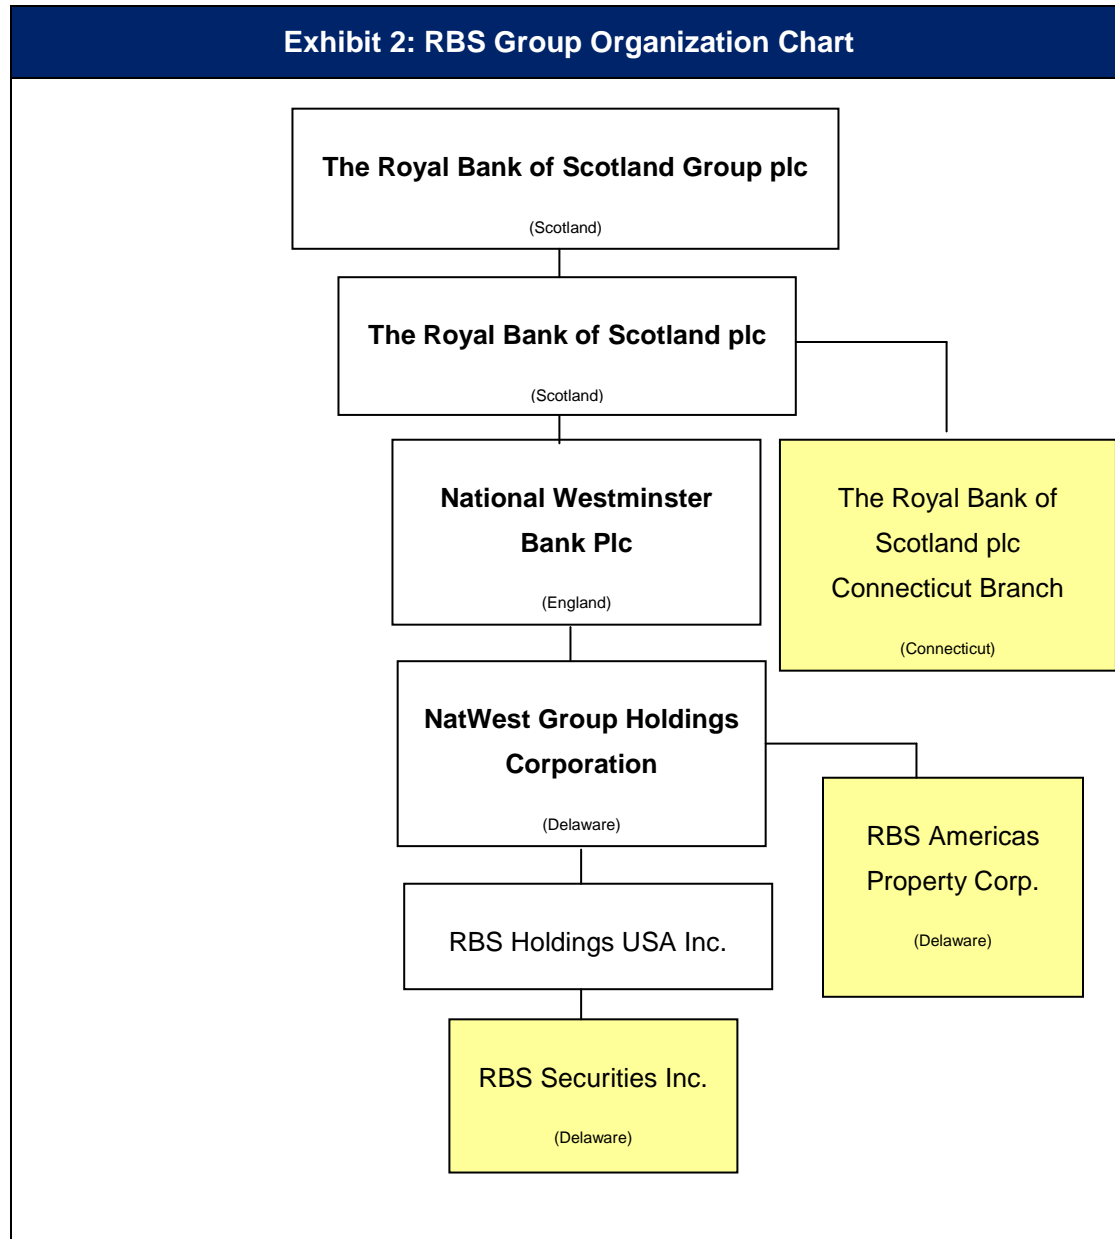 Exhibit 2: RBS Group Organization Chart
The Royal Bank of Scotland Group plc
(Scotland)
The Royal Bank of Scotland plc
(Scotland)
National Westminster
Bank Plc
(England)
The Royal Bank of
Scotland plc
Connecticut Branch
(Connecticut)
NatWest Group Holdings
Corporation
(Delaware)
RBS Americas
Property Corp.
(Delaware)
RBS Holdings USA Inc.
RBS Securities Inc.
(Delaware)